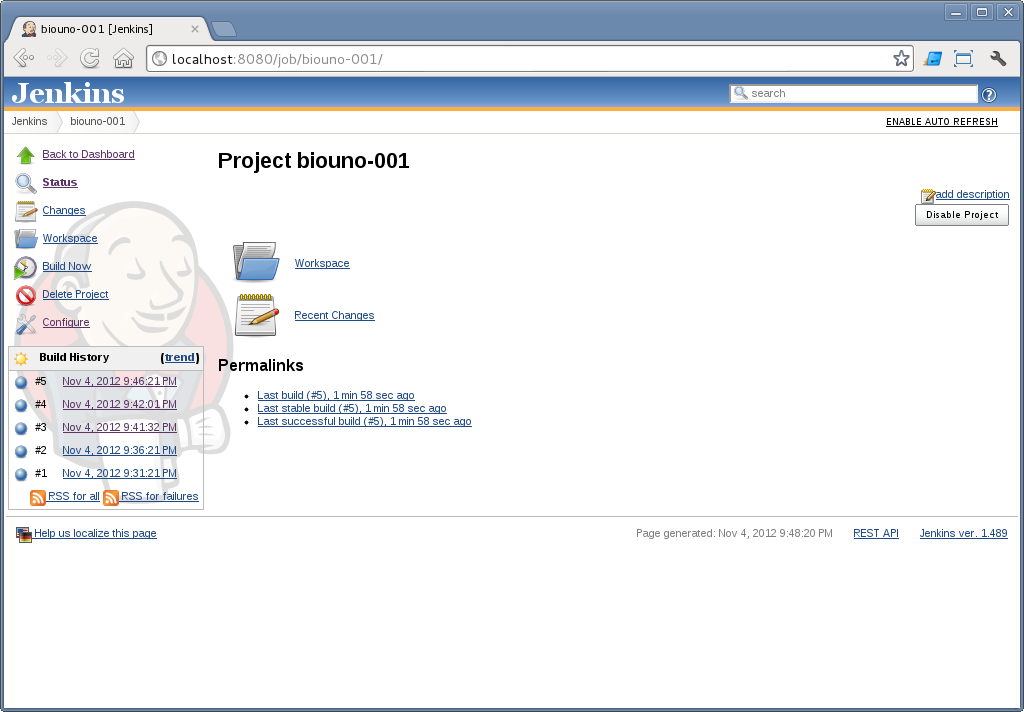 biouno-001 [Jenkins]
localhost:8080/job/biouno-001/
Jenkins
search
?
Jenkins
biouno-001
ENABLE AUTO REFRESH
Back to Dashboard
Status
Changes
Workspace
Build Now
Delete Project
Configure
Project biouno-001
add description
Disable Project
Workspace
Recent Changes
Permalinks
Last build (#5), 1 min 58 sec ago
Last stable build (#5), 1 min 58 sec ago
Last successful build (#5), 1 min 58 sec ago
Build History (trend)
#5 Nov 4, 2012 9:46:21 PM
#4 Nov 4, 2012 9:42:01 PM
#3 Nov 4, 2012 9:41:32 PM
#2 Nov 4, 2012 9:36:21 PM
#1 Nov 4, 2012 9:31:21 PM
RSS for all RSS for failures
Help us localize this page
Page generated: Nov 4, 2012 9:48:20 PM
REST API
Jenkins ver. 1.489